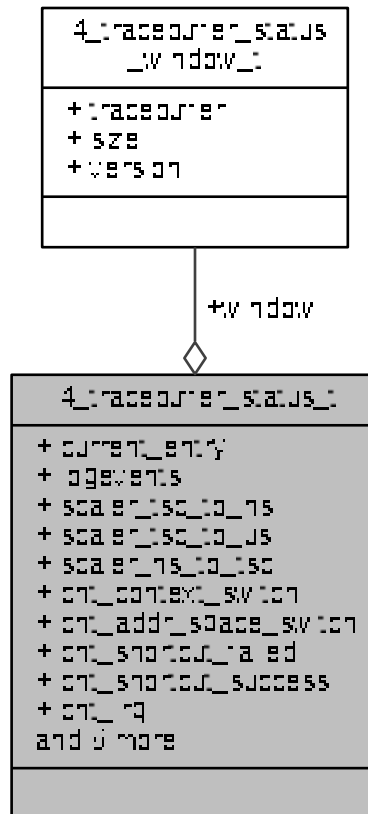 l4_tracebuffer_status
_window_t
+ tracebuffer
+ size
+ version
+window
l4_tracebuffer_status_t
+ current_entry
+ logevents
+ scaler_tsc_to_ns
+ scaler_tsc_to_us
+ scaler_ns_to_tsc
+ cnt_context_switch
+ cnt_addr_space_switch
+ cnt_shortcut_failed
+ cnt_shortcut_success
+ cnt_irq
and 6 more